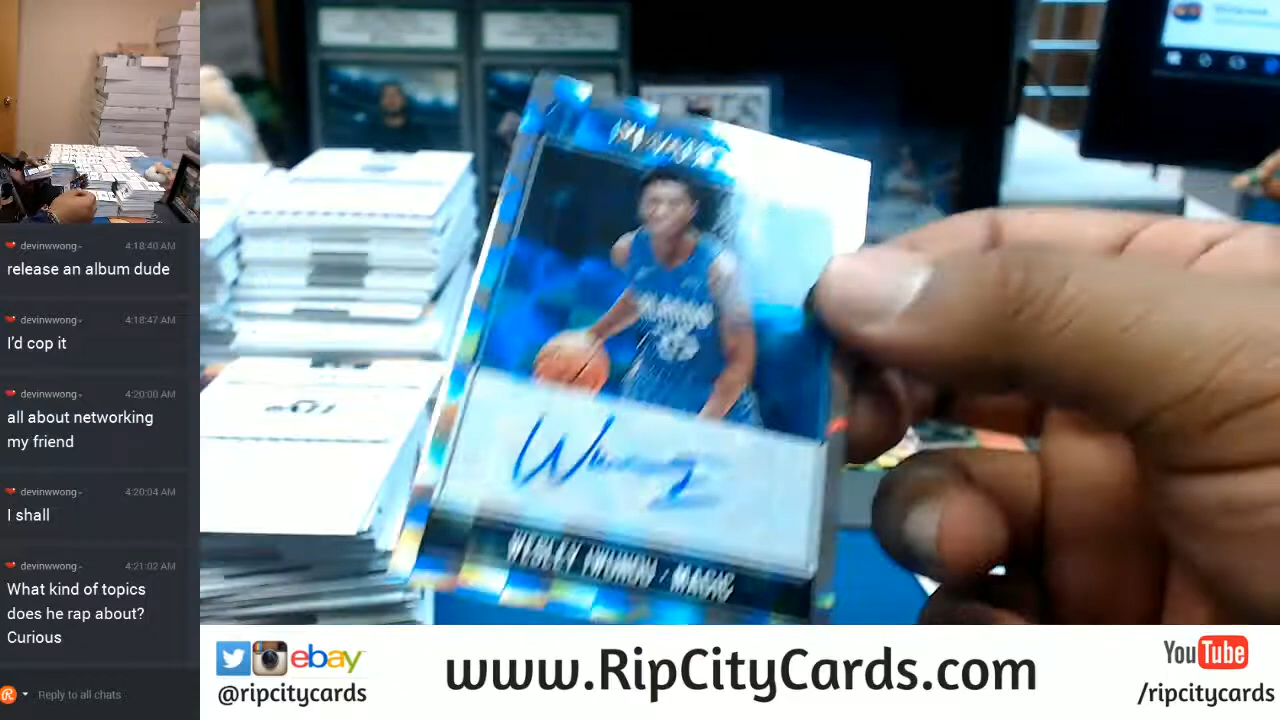 devinwwong- 4:18:40 AM
release an album dude
devinwwong- 4:18:47 AM
I'd cop it
devinwwong- 4:20:00 AM
all about networking
my friend
devinwwong- 4:20:04 AM
I shall
devinwwong- 4:21:02 AM
What kind of topics
does he rap about?
Curious
Reply to all chats
WESLEY IWUNDU / MAGIC
ebay
@ripcitycards
www.RipCityCards.com
YouTube
/ripcitycards